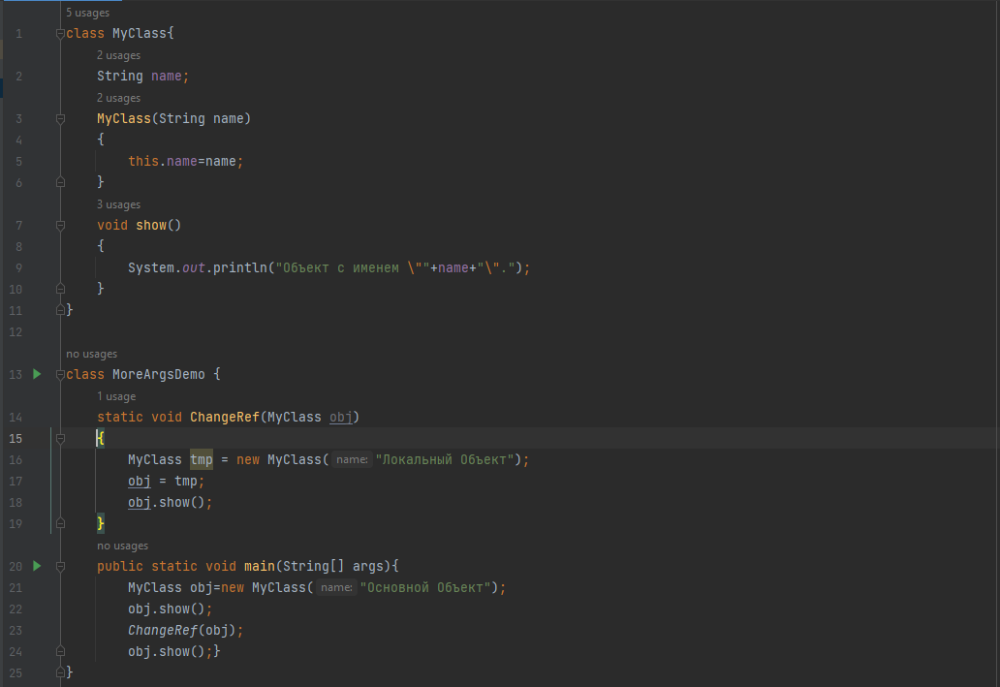 5 usages
1 class MyClass{
2 usages
2 String name;
2 usages
3 MyClass(String name)
4 {
5 this.name=name;
6 }
3 usages
7 void show()
8 {
9 System.out.println("Объект с именем \""+name+"\".");
10 }
11 }
12
no usages
13 class MoreArgsDemo {
1 usage
14 static void ChangeRef(MyClass obj)
15 {
16 MyClass tmp = new MyClass( name: "Локальный Объект");
17 obj = tmp;
18 obj.show();
19 }
no usages
20 public static void main(String[] args){
21 MyClass obj=new MyClass( name: "Основной Объект");
22 obj.show();
23 ChangeRef(obj);
24 obj.show();}
25 }